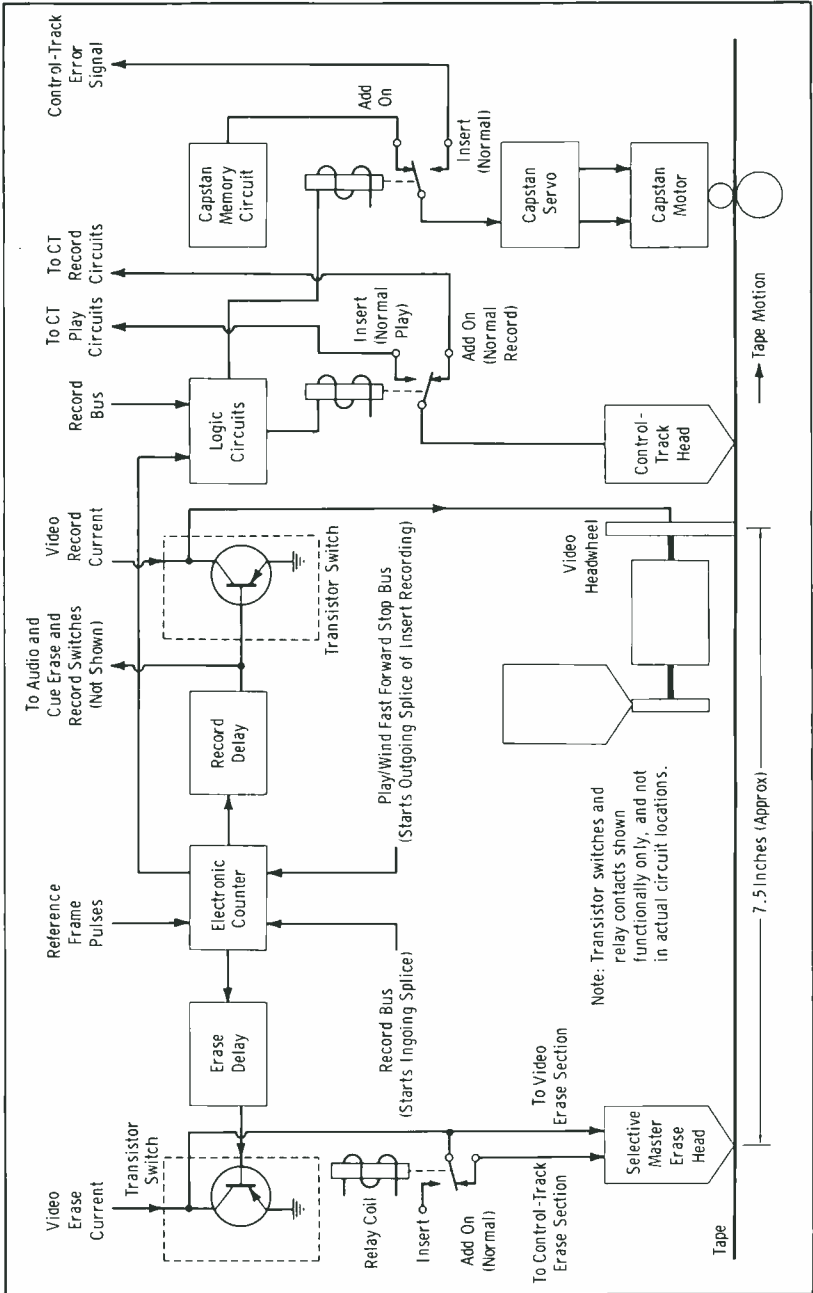 Video
Erase
Current
Transistor
Switch
Reference
Frame
Pulses
To Audio and
Cue Erase and
Record Switches
(Not Shown)
Video
Record
Current
Record
Bus
To CT
Play
Circuits
To CT
Record
Circuits
Control-Track
Error
Signal
Erase
Delay
Electronic
Counter
Record
Delay
Transistor Switch
Logic
Circuits
Capstan
Memory
Circuit
Add
On
Insert
(Normal
Play)
Insert
(Normal)
Add On
(Normal
Record)
Record Bus
(Starts Ingoing Splice)
Play/Wind Fast Forward Stop Bus
(Starts Outgoing Splice of Insert Recording)
Relay Coil
Insert
Add On
(Normal)
To Control-Track
Erase Section
To Video
Erase Section
Capstan
Servo
Capstan
Motor
Video
Headwheel
Control-
Track
Head
Selective
Master
Erase
Head
Note: Transistor switches and
relay contacts shown
functionally only, and not
in actual circuit locations.
Tape
Tape Motion
7.5 Inches (Approx)